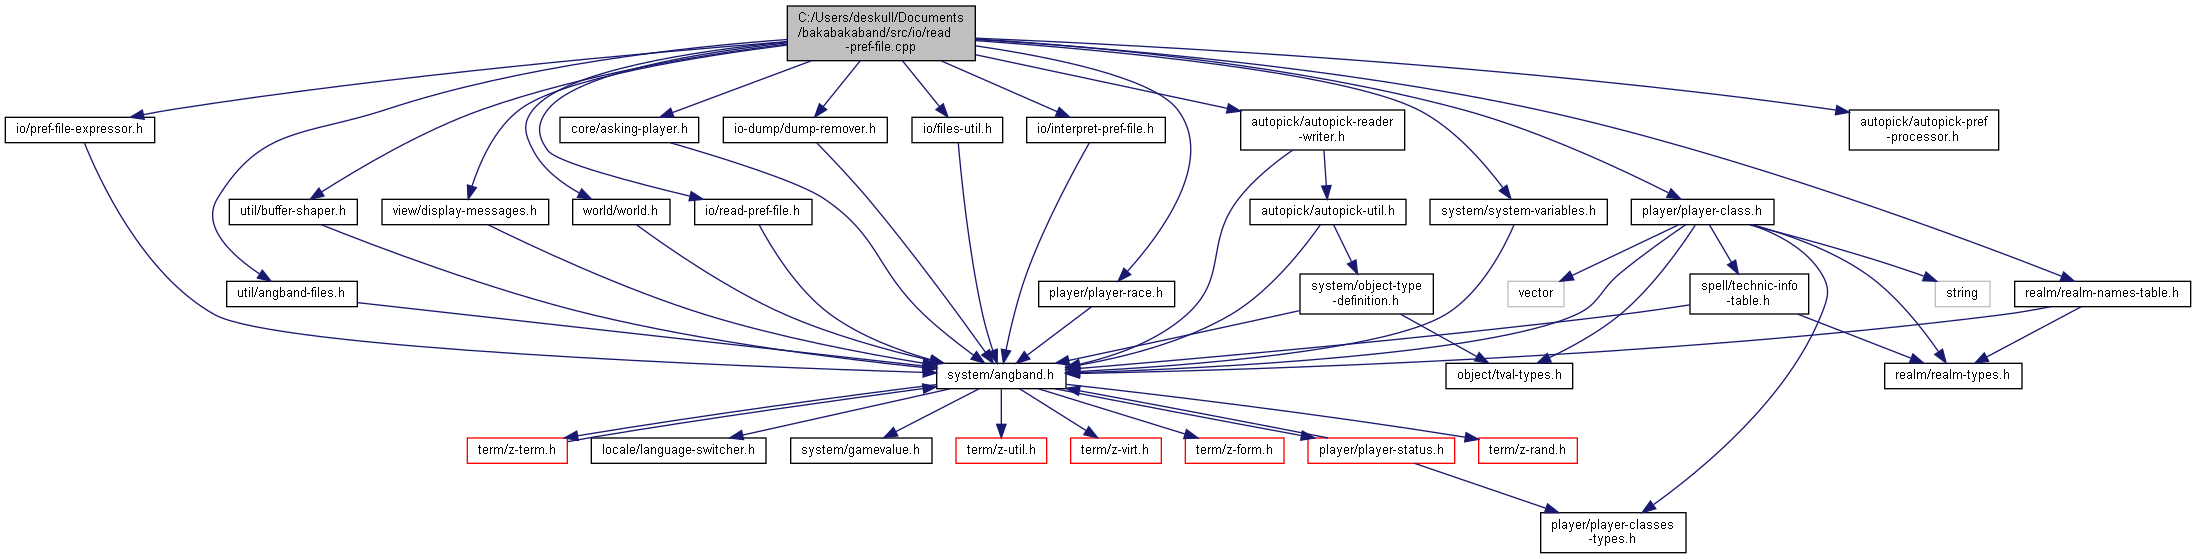 C:/Users/deskull/Documents
/bakabakaband/src/io/read
-pref-file.cpp
io/pref-file-expressor.h
core/asking-player.h
io-dump/dump-remover.h
io/files-util.h
io/interpret-pref-file.h
autopick/autopick-reader
-writer.h
autopick/autopick-pref
-processor.h
util/buffer-shaper.h
view/display-messages.h
world/world.h
io/read-pref-file.h
autopick/autopick-util.h
system/system-variables.h
player/player-class.h
util/angband-files.h
player/player-race.h
system/object-type
-definition.h
vector
spell/technic-info
-table.h
string
realm/realm-names-table.h
system/angband.h
object/tval-types.h
realm/realm-types.h
term/z-term.h
locale/language-switcher.h
system/gamevalue.h
term/z-util.h
term/z-virt.h
term/z-form.h
player/player-status.h
term/z-rand.h
player/player-classes
-types.h